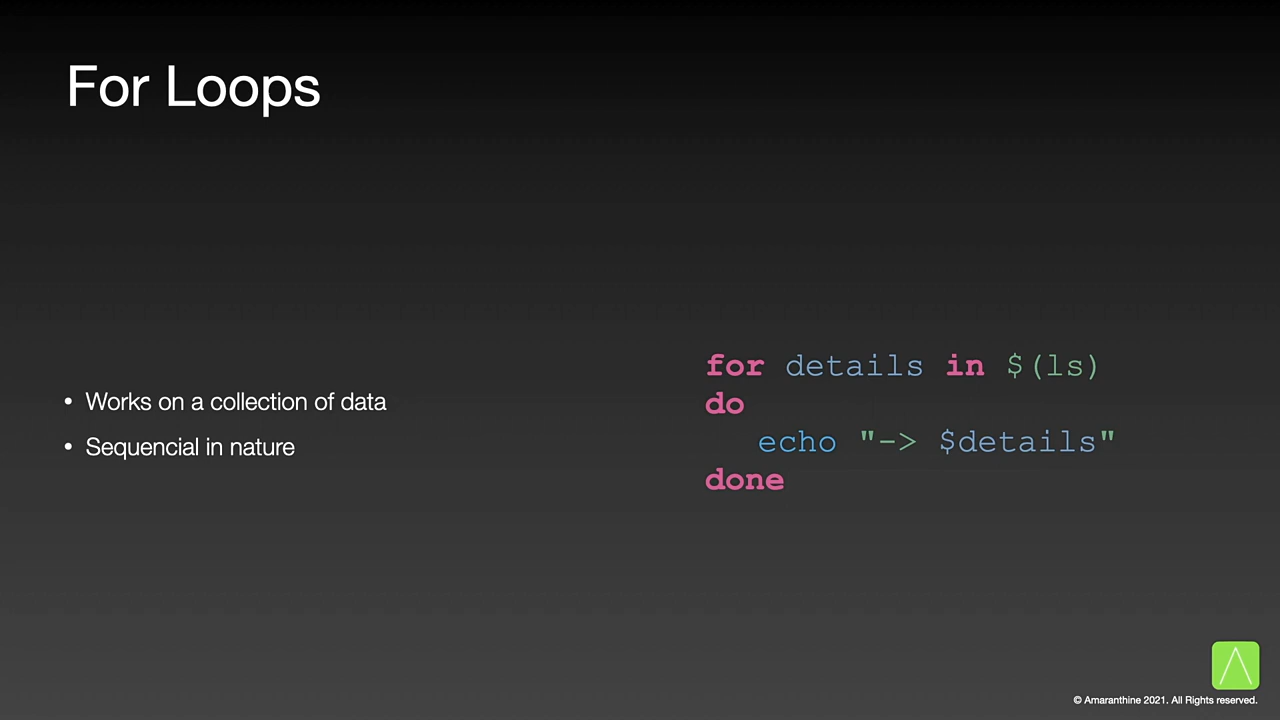 For Loops
• Works on a collection of data
• Sequencial in nature
for details in $(ls)
do
echo "-> $details"
done
© Amaranthine 2021. All Rights reserved.